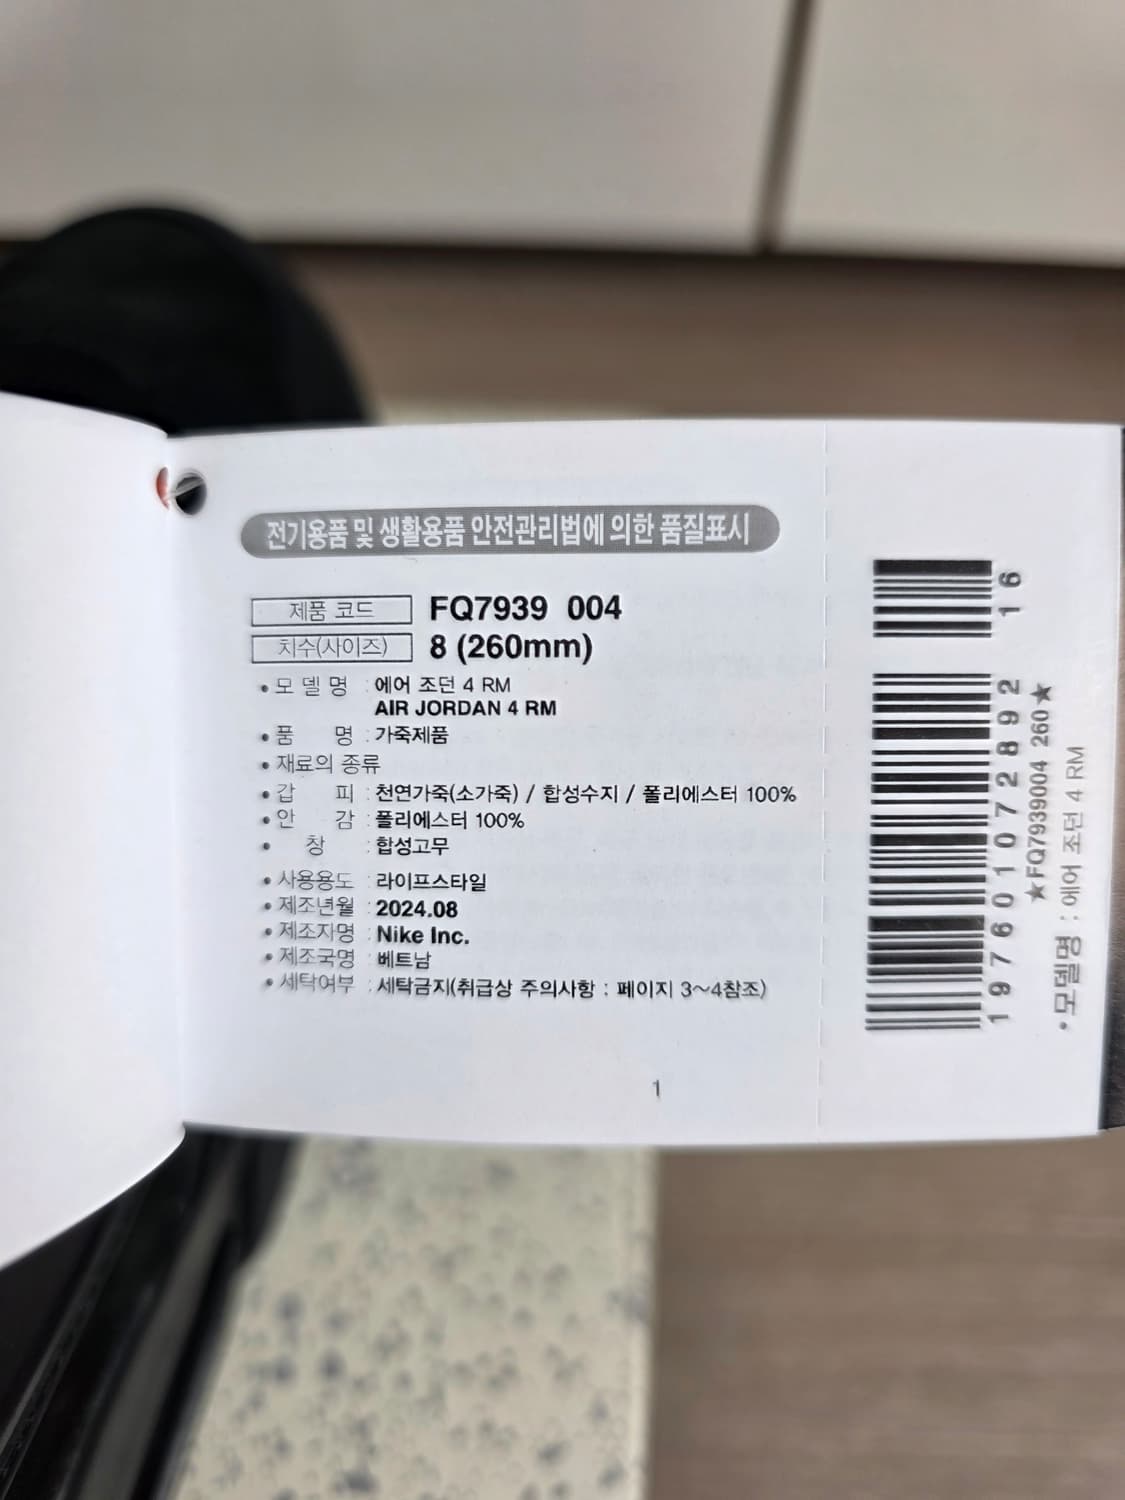 전기용품 및 생활용품 안전관리법에 의한 품질표시
제품 코드 FQ7939 004
치수(사이즈) 8 (260mm)
• 모 델 명 : 에어 조던 4 RM
AIR JORDAN 4 RM
• 품 명 : 가죽제품
• 재료의 종류
• 갑 피 : 천연가죽(소가죽) / 합성수지 / 폴리에스터 100%
• 안 감 : 폴리에스터 100%
• 창 : 합성고무
• 사용용도 : 라이프스타일
• 제조년월 : 2024.08
• 제조자명 : Nike Inc.
• 제조국명 : 베트남
• 세탁여부 : 세탁금지(취급상 주의사항 : 페이지 3~4참조)
1
197601072892 16
★FQ7939004 260★
• 모델명 : 에어 조던 4 RM